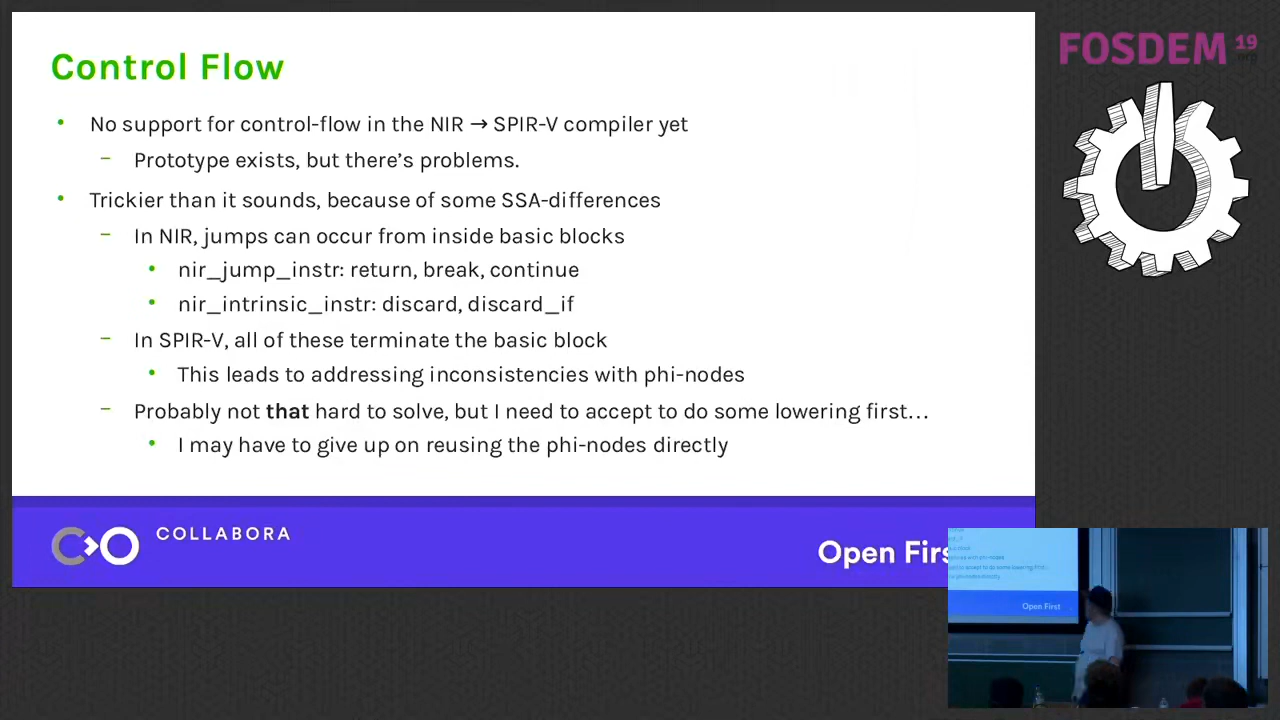 Control Flow
• No support for control-flow in the NIR → SPIR-V compiler yet
– Prototype exists, but there's problems.
• Trickier than it sounds, because of some SSA-differences
– In NIR, jumps can occur from inside basic blocks
• nir_jump_instr: return, break, continue
• nir_intrinsic_instr: discard, discard_if
– In SPIR-V, all of these terminate the basic block
• This leads to addressing inconsistencies with phi-nodes
– Probably not that hard to solve, but I need to accept to do some lowering first…
• I may have to give up on reusing the phi-nodes directly
COLLABORA
Open Firs
FOSDEM 19
.org
Open First